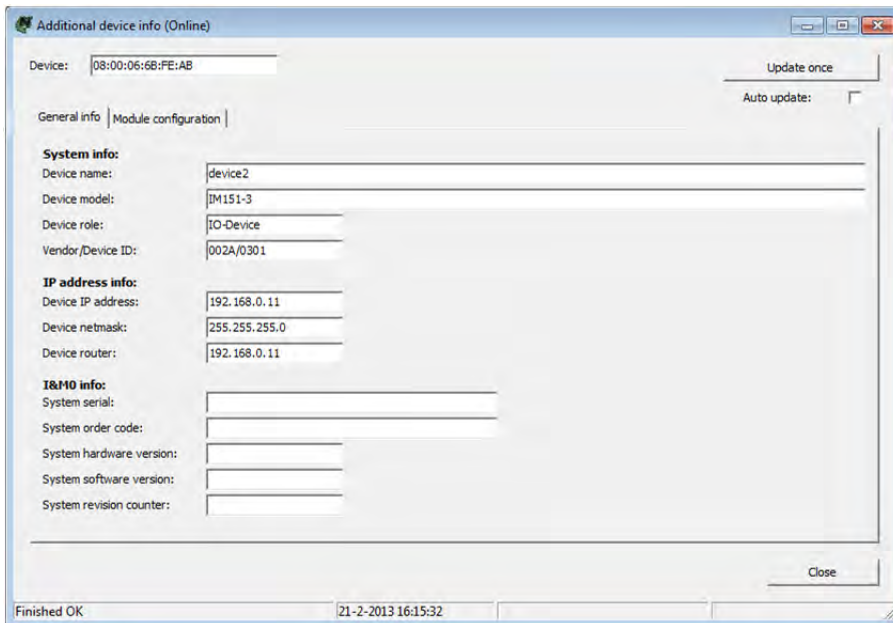 Additional device info (Online)
Device: 08:00:06:6B:FE:AB
Update once
Auto update:
General info Module configuration
System info:
Device name: device2
Device model: IM151-3
Device role: IO-Device
Vendor/Device ID: 002A/0301
IP address info:
Device IP address: 192.168.0.11
Device netmask: 255.255.255.0
Device router: 192.168.0.11
I&M0 info:
System serial:
System order code:
System hardware version:
System software version:
System revision counter:
Close
Finished OK 21-2-2013 16:15:32